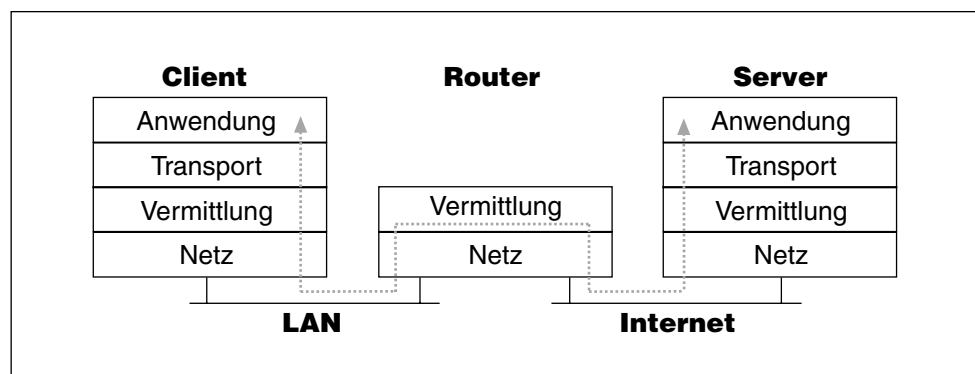 Client
Router
Server
Anwendung
Anwendung
Transport
Transport
Vermittlung
Vermittlung
Vermittlung
Netz
Netz
Netz
LAN
Internet